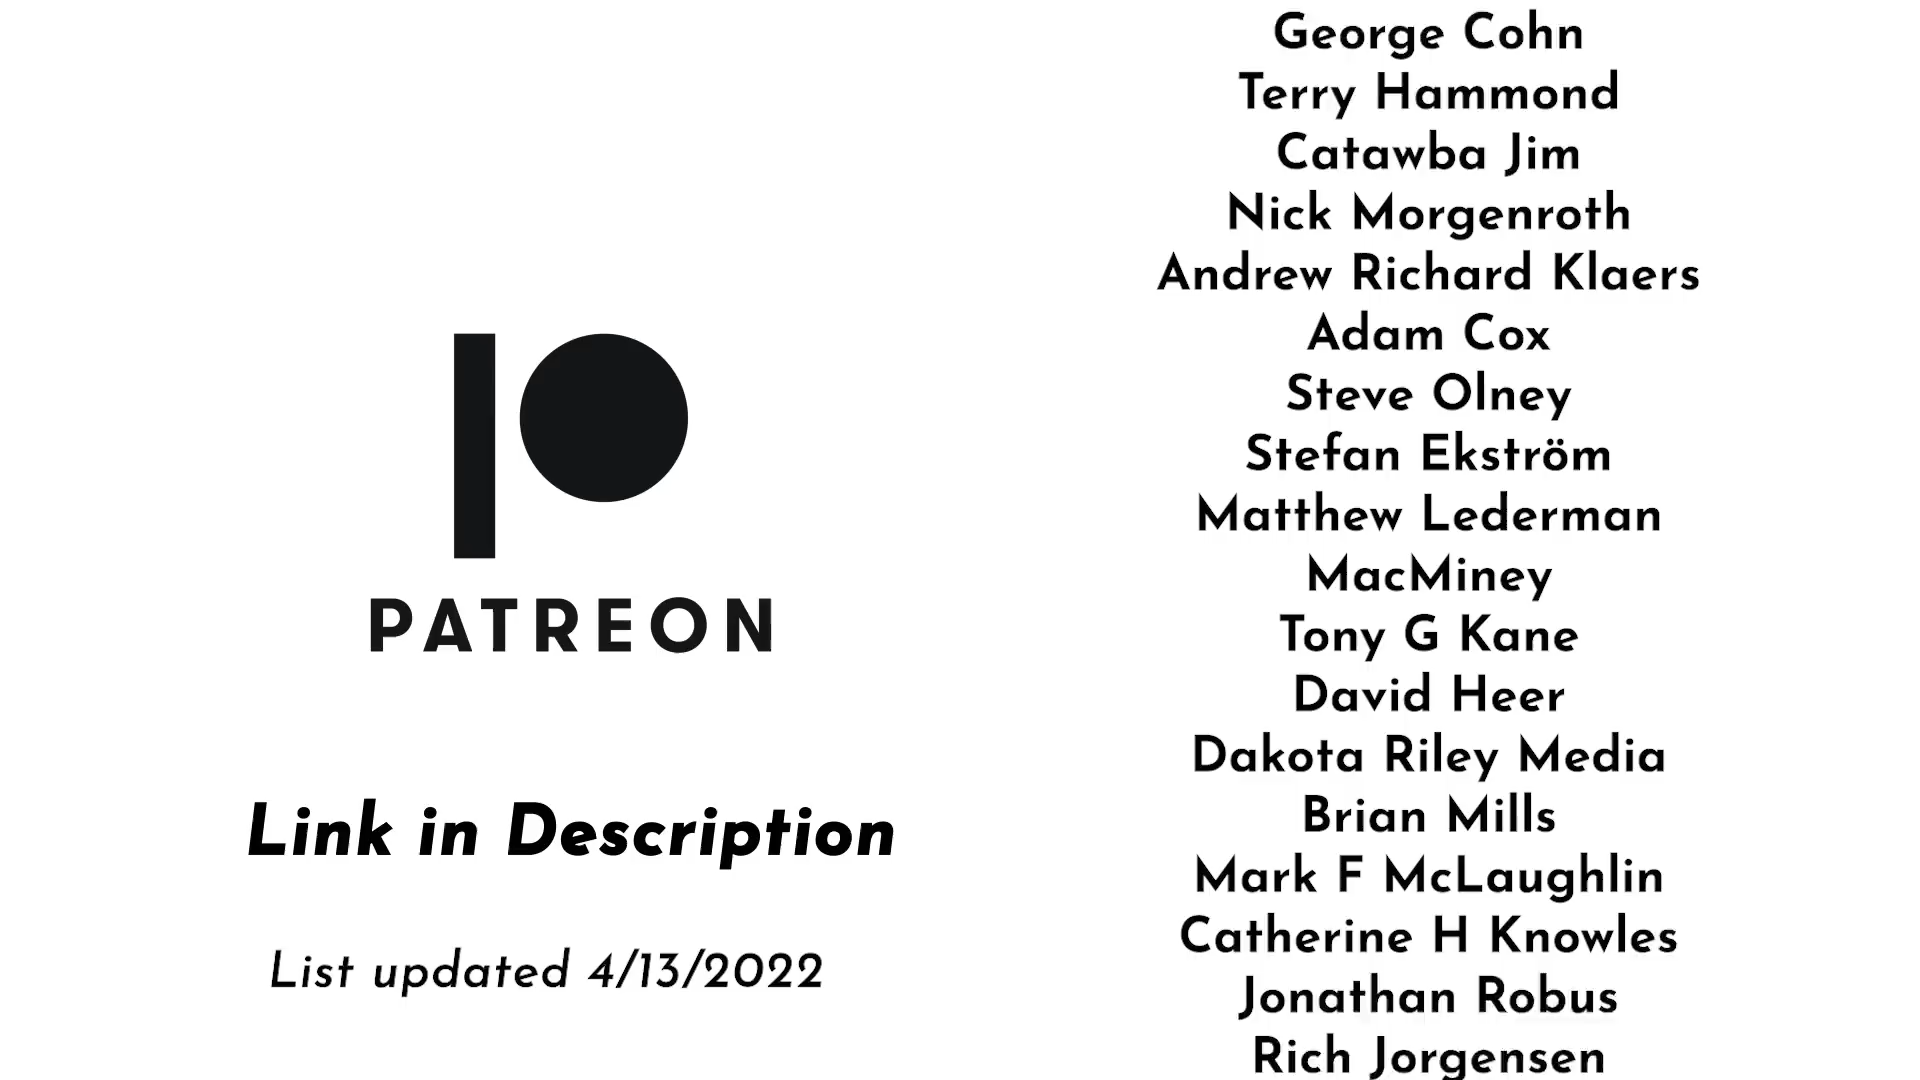 PATREON
Link in Description
List updated 4/13/2022
George Cohn
Terry Hammond
Catawba Jim
Nick Morgenroth
Andrew Richard Klaers
Adam Cox
Steve Olney
Stefan Ekström
Matthew Lederman
MacMiney
Tony G Kane
David Heer
Dakota Riley Media
Brian Mills
Mark F McLaughlin
Catherine H Knowles
Jonathan Robus
Rich Jorgensen